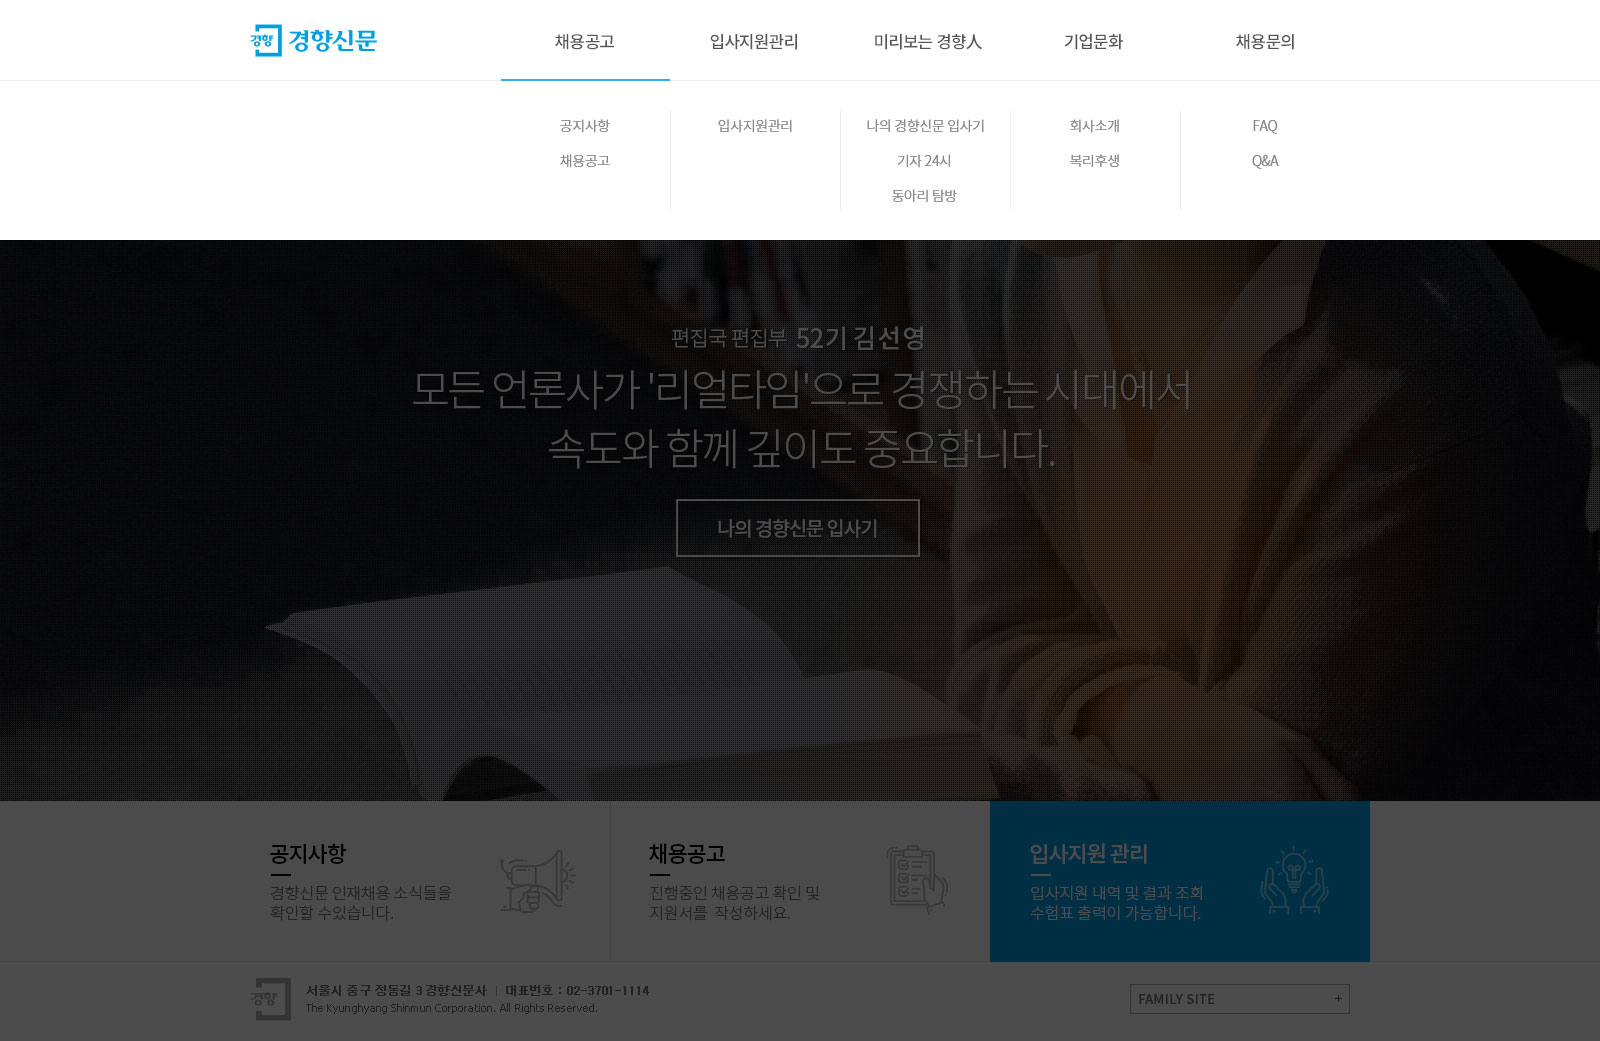 경향 경향신문
채용공고 입사지원관리 미리보는 경향人 기업문화 채용문의
공지사항 입사지원관리 나의 경향신문 입사기 회사소개 FAQ
채용공고 기자 24시 복리후생 Q&A
동아리 탐방
편집국 편집부 52기 김선영
모든 언론사가 '리얼타임'으로 경쟁하는 시대에서
속도와 함께 깊이도 중요합니다.
나의 경향신문 입사기
공지사항
경향신문 인재채용 소식들을
확인할 수있습니다.
채용공고
진행중인 채용공고 확인 및
지원서를 작성하세요.
입사지원 관리
입사지원 내역 및 결과 조회
수험표 출력이 가능합니다.
경향
서울시 중구 정동길 3 경향신문사 | 대표번호 : 02-3701-1114
The Kyunghyang Shinmun Corporation. All Rights Reserved.
FAMILY SITE +